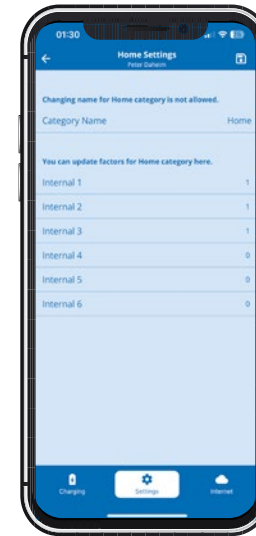 01:30
Home Settings
Peter Daheim
Changing name for Home category is not allowed.
Category Name Home
You can update factors for Home category here.
Internal 1 1
Internal 2 1
Internal 3 1
Internal 4 0
Internal 5 0
Internal 6 0
Charging Settings Internet